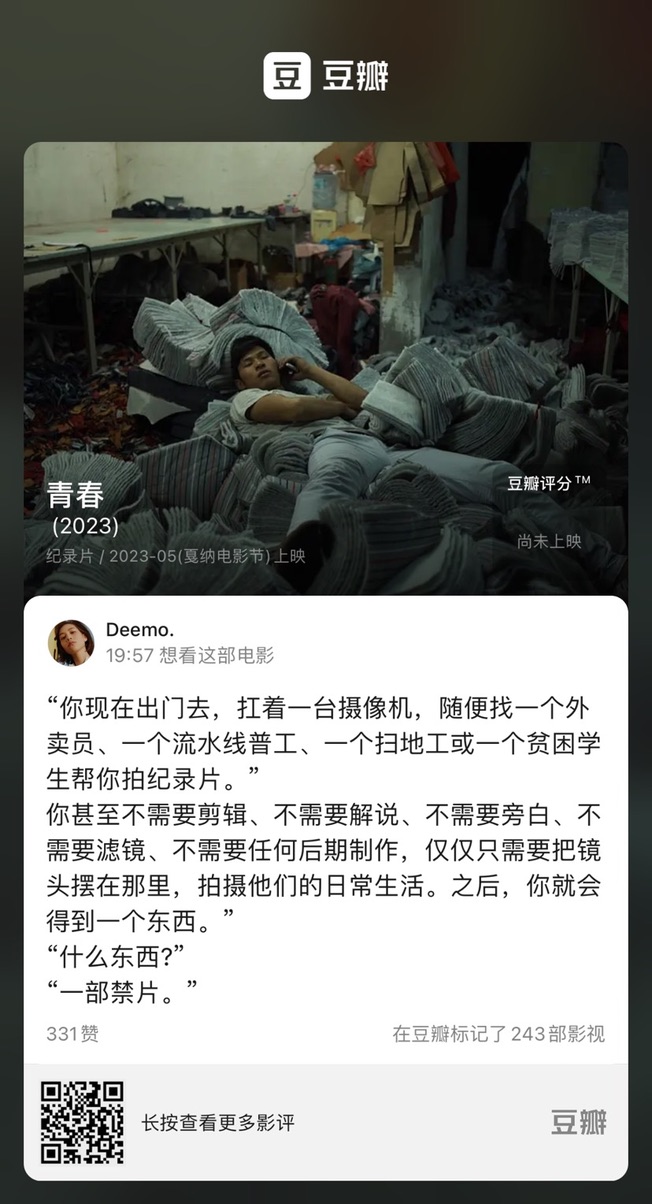 豆 豆瓣
青春
(2023)
纪录片 / 2023-05(戛纳电影节)上映
豆瓣评分™
尚未上映
Deemo.
19:57 想看这部电影
“你现在出门去，扛着一台摄像机，随便找一个外
卖员、一个流水线普工、一个扫地工或一个贫困学
生帮你拍纪录片。”
你甚至不需要剪辑、不需要解说、不需要旁白、不
需要滤镜、不需要任何后期制作，仅仅只需要把镜
头摆在那里，拍摄他们的日常生活。之后，你就会
得到一个东西。”
“什么东西?”
“一部禁片。”
331赞
在豆瓣标记了243部影视
长按查看更多影评
豆瓣